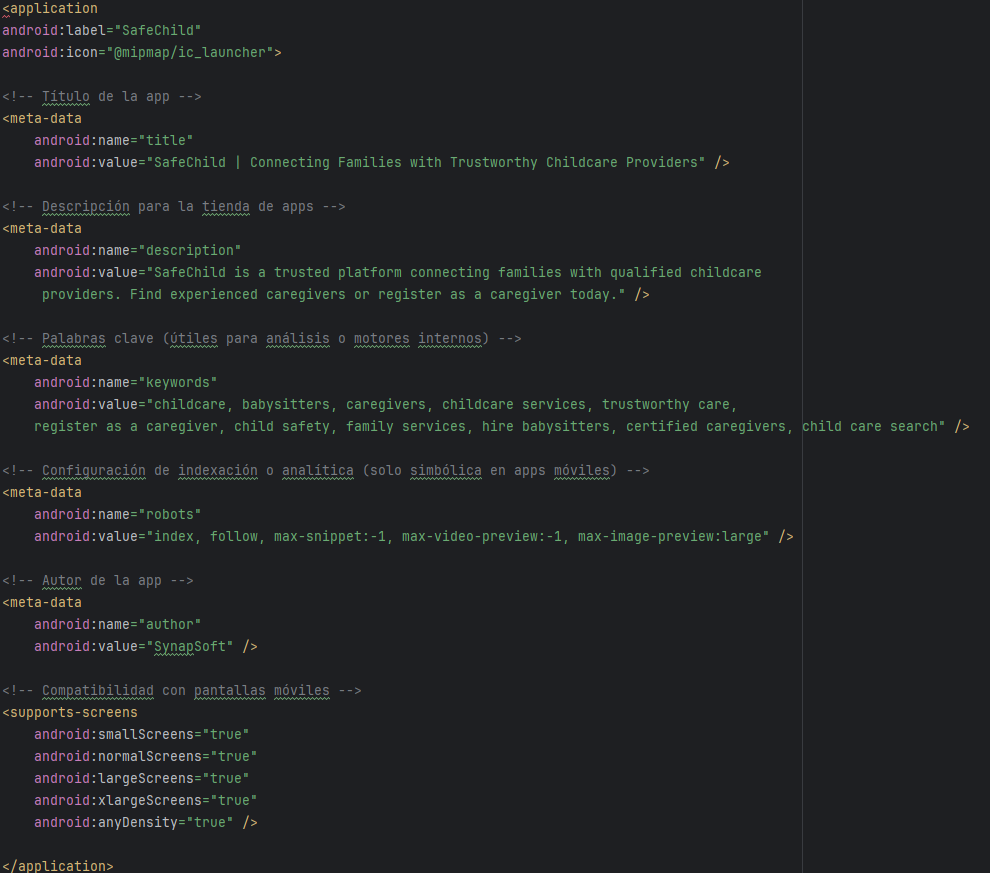 <application
android:label="SafeChild"
android:icon="@mipmap/ic_launcher">
<!-- Título de la app -->
<meta-data
android:name="title"
android:value="SafeChild | Connecting Families with Trustworthy Childcare Providers" />
<!-- Descripción para la tienda de apps -->
<meta-data
android:name="description"
android:value="SafeChild is a trusted platform connecting families with qualified childcare
providers. Find experienced caregivers or register as a caregiver today." />
<!-- Palabras clave (útiles para análisis o motores internos) -->
<meta-data
android:name="keywords"
android:value="childcare, babysitters, caregivers, childcare services, trustworthy care,
register as a caregiver, child safety, family services, hire babysitters, certified caregivers, child care search" />
<!-- Configuración de indexación o analítica (solo simbólica en apps móviles) -->
<meta-data
android:name="robots"
android:value="index, follow, max-snippet:-1, max-video-preview:-1, max-image-preview:large" />
<!-- Autor de la app -->
<meta-data
android:name="author"
android:value="SynapSoft" />
<!-- Compatibilidad con pantallas móviles -->
<supports-screens
android:smallScreens="true"
android:normalScreens="true"
android:largeScreens="true"
android:xlargeScreens="true"
android:anyDensity="true" />
</application>